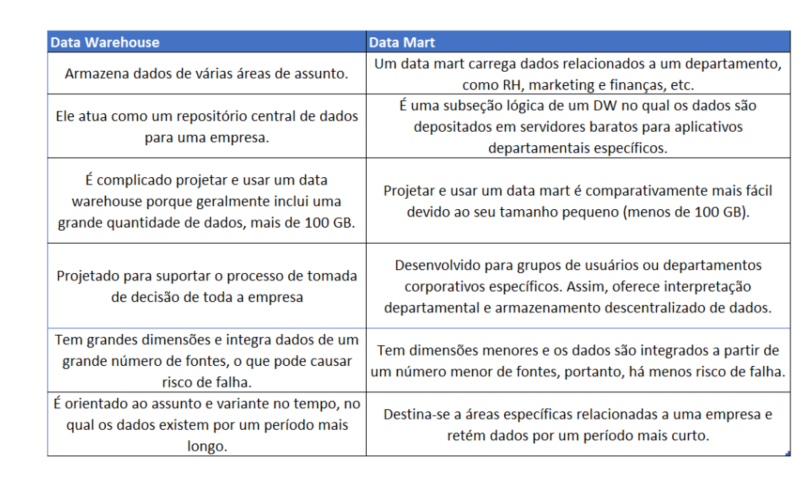 Data Warehouse
Data Mart
Armazena dados de várias áreas de assunto.
Um data mart carrega dados relacionados a um departamento,
como RH, marketing e finanças, etc.
Ele atua como um repositório central de dados
para uma empresa.
É uma subseção lógica de um DW no qual os dados são
depositados em servidores baratos para aplicativos
departamentais específicos.
É complicado projetar e usar um data
warehouse porque geralmente inclui uma
grande quantidade de dados, mais de 100 GB.
Projetar e usar um data mart é comparativamente mais fácil
devido ao seu tamanho pequeno (menos de 100 GB).
Projetado para suportar o processo de tomada
de decisão de toda a empresa
Desenvolvido para grupos de usuários ou departamentos
corporativos específicos. Assim, oferece interpretação
departamental e armazenamento descentralizado de dados.
Tem grandes dimensões e integra dados de um
grande número de fontes, o que pode causar
risco de falha.
Tem dimensões menores e os dados são integrados a partir de
um número menor de fontes, portanto, há menos risco de falha.
É orientado ao assunto e variante no tempo, no
qual os dados existem por um período mais
longo.
Destina-se a áreas específicas relacionadas a uma empresa e
retém dados por um período mais curto.